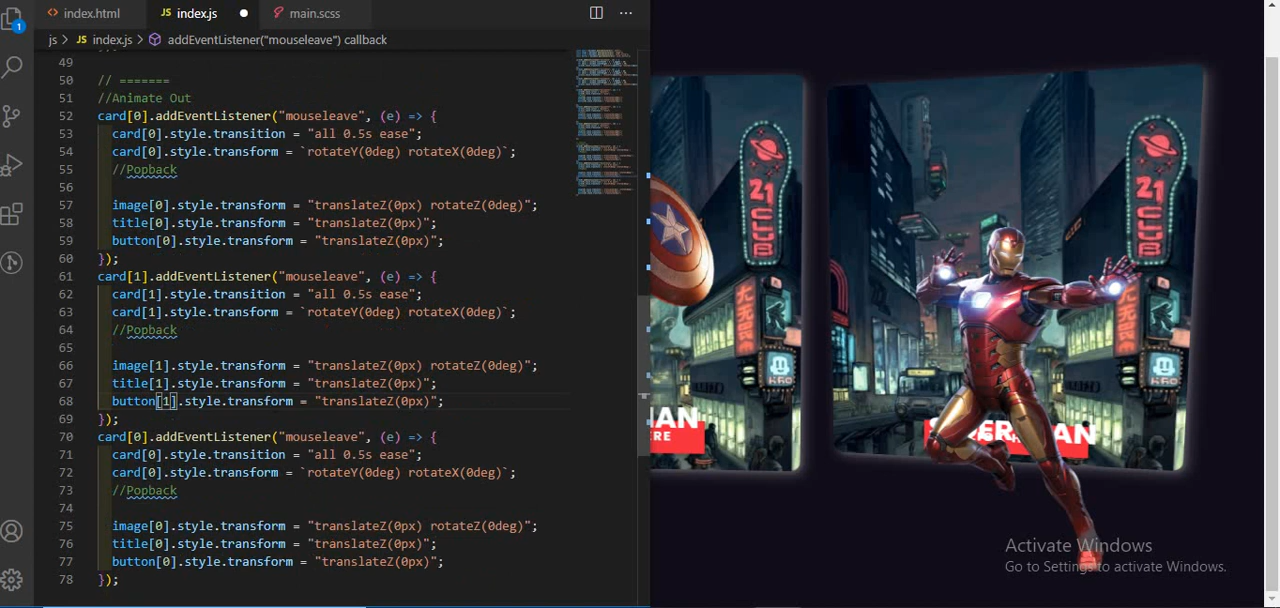 1
index.html
JS index.js
main.scss
js > JS index.js > addEventListener("mouseleave") callback
49
50 // =======
51 //Animate Out
52 card[0].addEventListener("mouseleave", (e) => {
53 card[0].style.transition = "all 0.5s ease";
54 card[0].style.transform = `rotateY(0deg) rotateX(0deg)`;
55 //Popback
56
57 image[0].style.transform = "translateZ(0px) rotateZ(0deg)";
58 title[0].style.transform = "translateZ(0px)";
59 button[0].style.transform = "translateZ(0px)";
60 });
61 card[1].addEventListener("mouseleave", (e) => {
62 card[1].style.transition = "all 0.5s ease";
63 card[1].style.transform = `rotateY(0deg) rotateX(0deg)`;
64 //Popback
65
66 image[1].style.transform = "translateZ(0px) rotateZ(0deg)";
67 title[1].style.transform = "translateZ(0px)";
68 button[1].style.transform = "translateZ(0px)";
69 });
70 card[0].addEventListener("mouseleave", (e) => {
71 card[0].style.transition = "all 0.5s ease";
72 card[0].style.transform = `rotateY(0deg) rotateX(0deg)`;
73 //Popback
74
75 image[0].style.transform = "translateZ(0px) rotateZ(0deg)";
76 title[0].style.transform = "translateZ(0px)";
77 button[0].style.transform = "translateZ(0px)";
78 });
21
CLUB
21
CLUB
Activate Windows
Go to Settings to activate Windows.